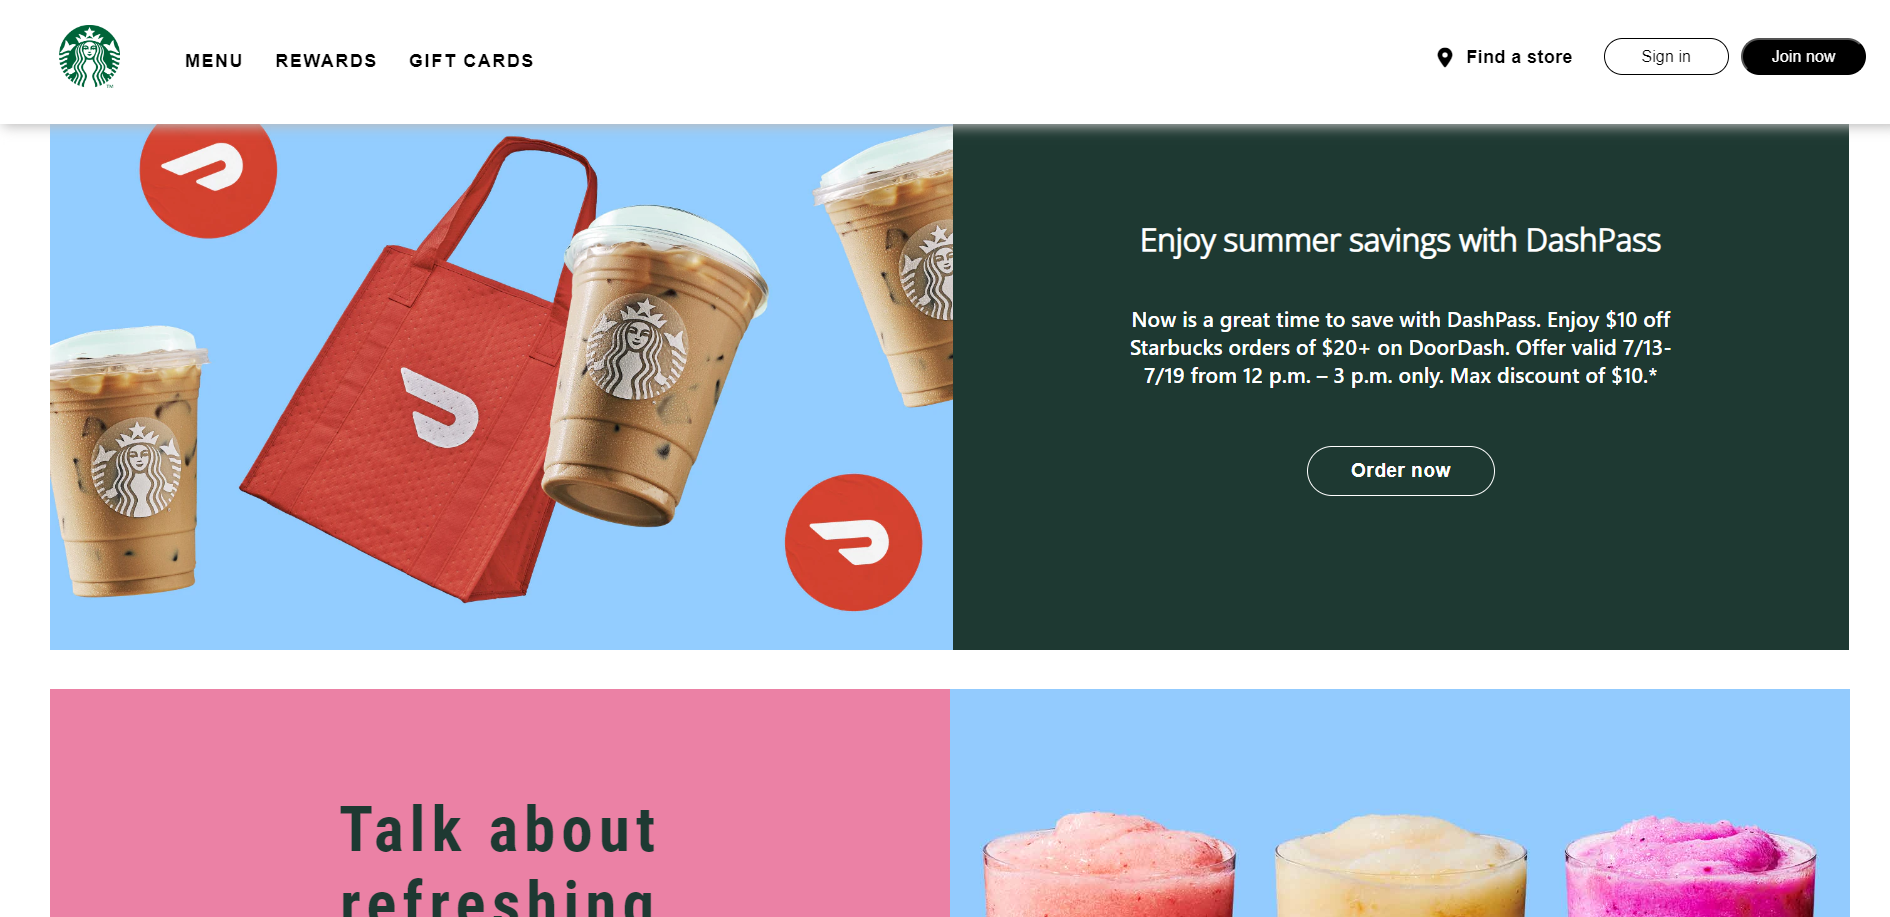 MENU REWARDS GIFT CARDS Find a store Sign in Join now
TM
Enjoy summer savings with DashPass
Now is a great time to save with DashPass. Enjoy $10 off
Starbucks orders of $20+ on DoorDash. Offer valid 7/13-
7/19 from 12 p.m. – 3 p.m. only. Max discount of $10.*
Order now
Talk about
refreshing